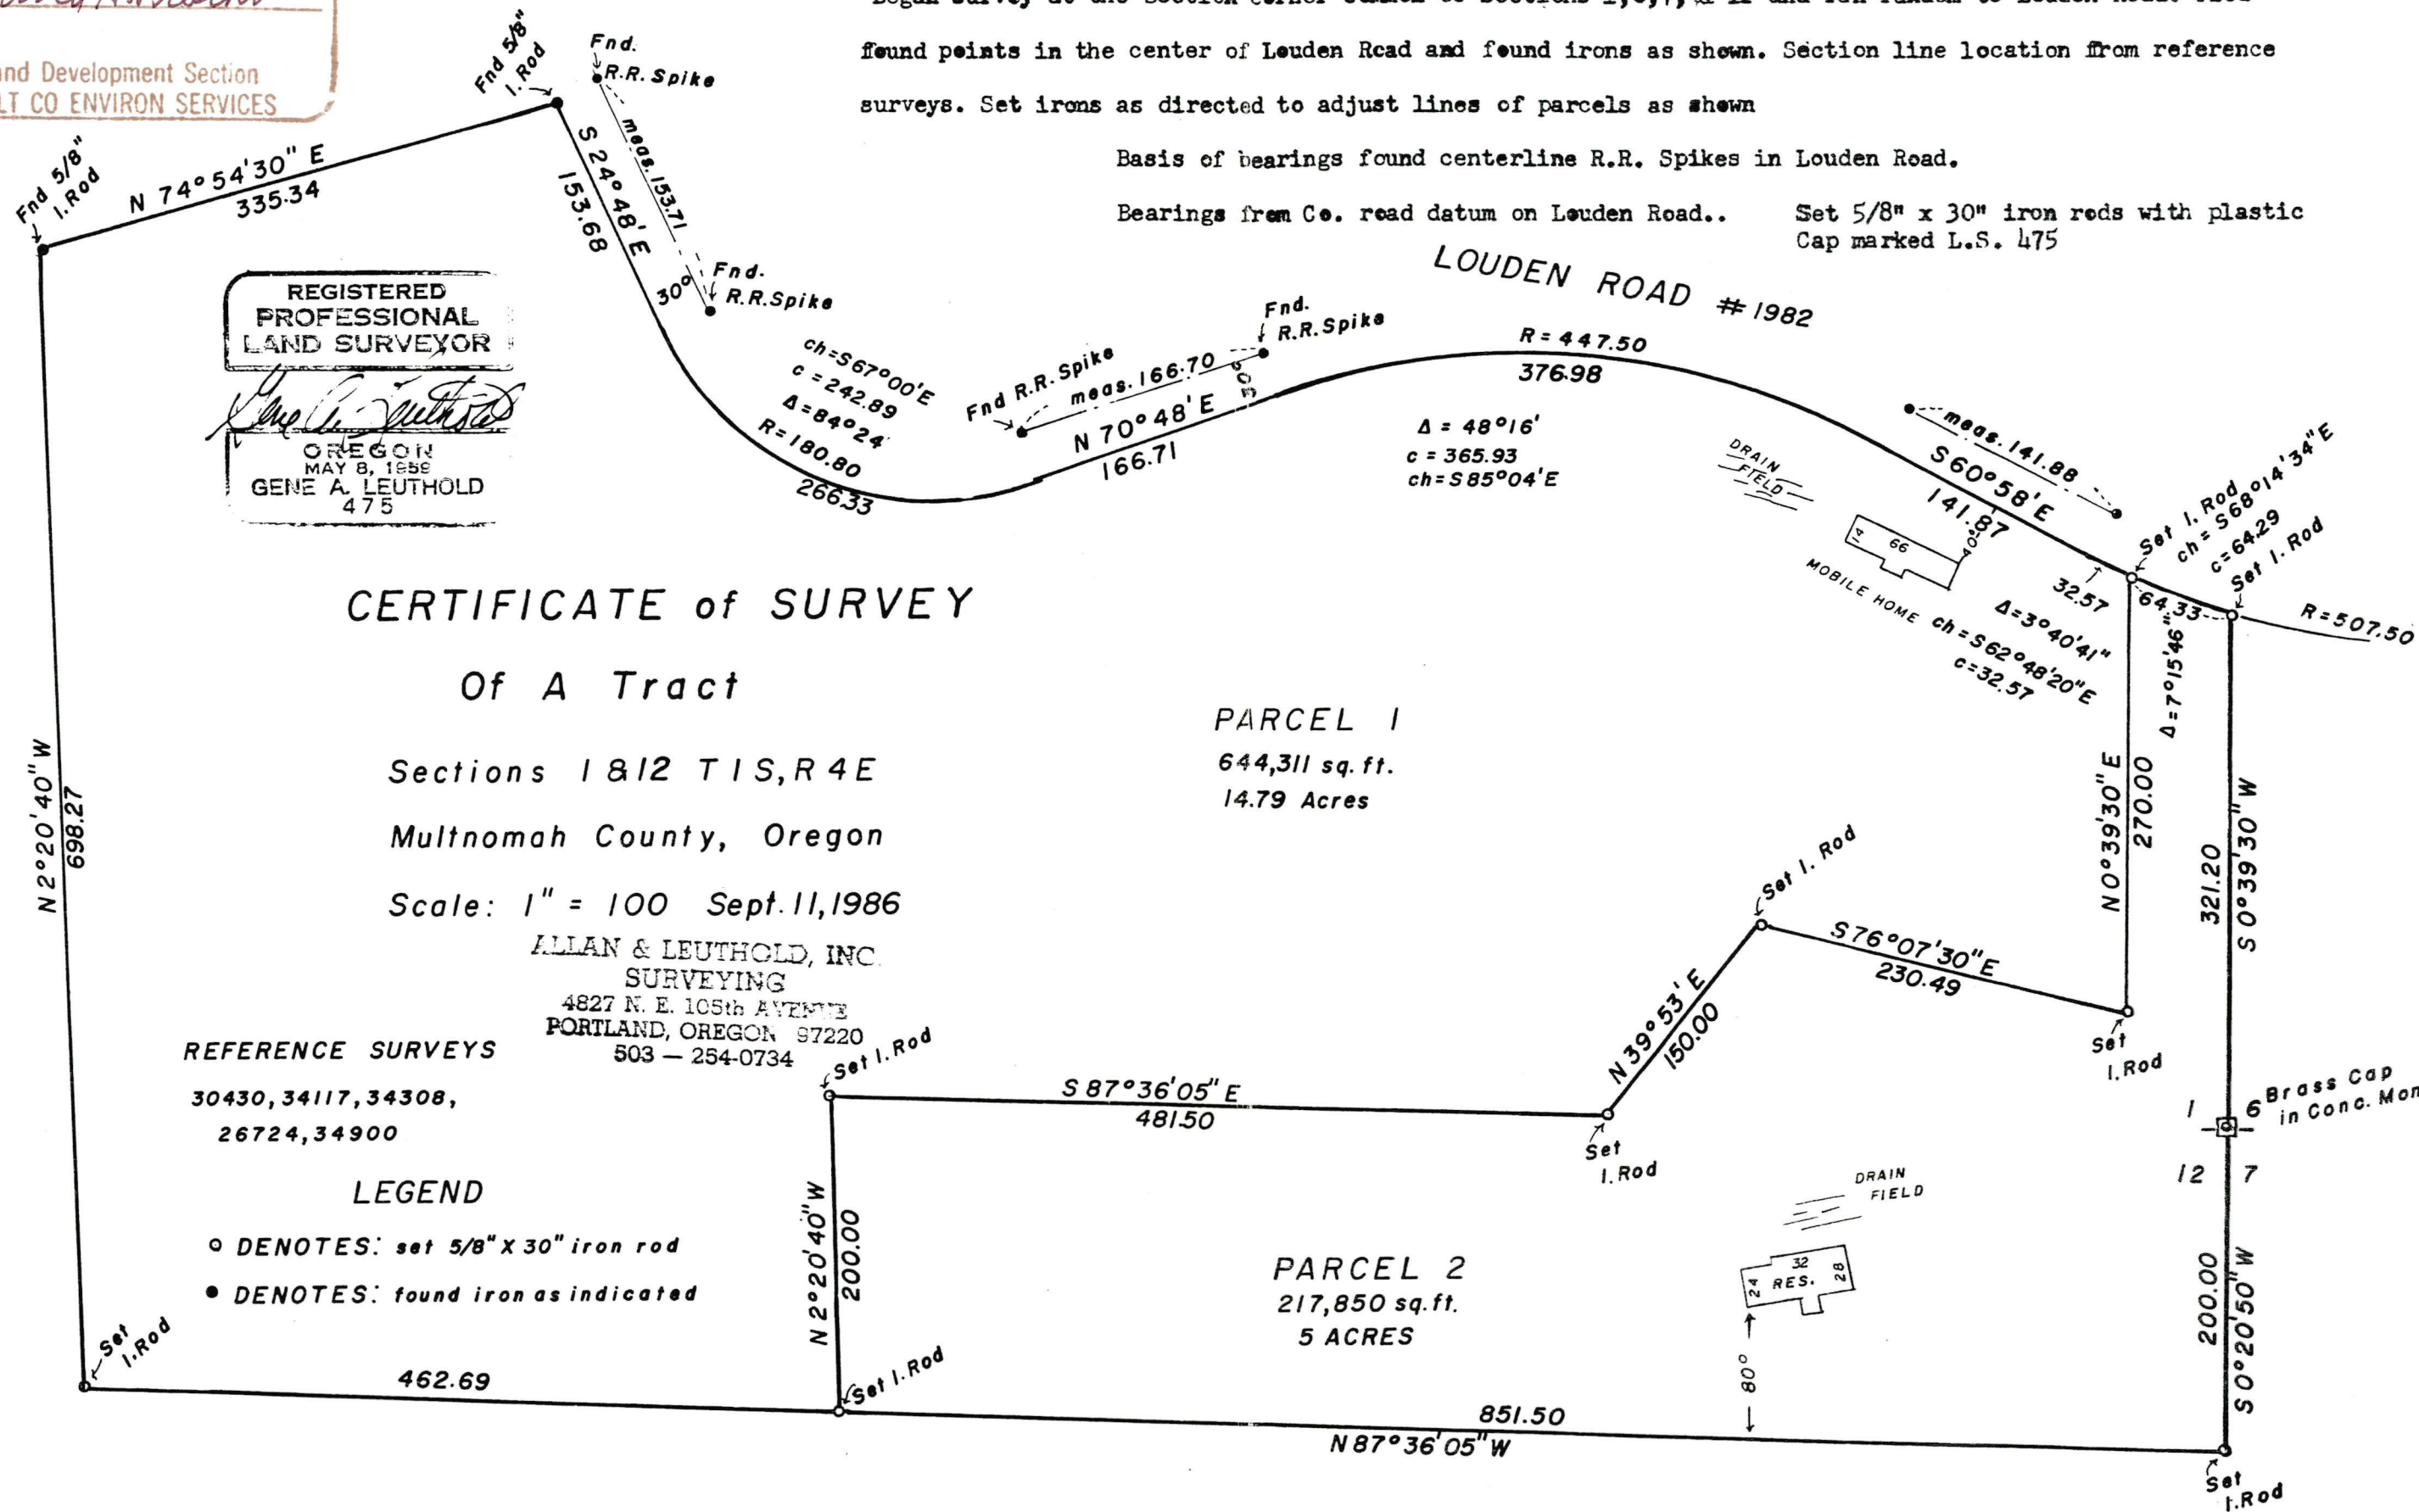 and Development Section
LT CO ENVIRON SERVICES
found points in the center of Louden Road and found irons as shown. Section line location from reference
surveys. Set irons as directed to adjust lines of parcels as shown
Basis of bearings found centerline R.R. Spikes in Louden Road.
Bearings from Co. road datum on Louden Road..
Set 5/8" x 30" iron rods with plastic
Cap marked L.S. 475
Fnd 5/8"
I. Rod
N 74°54'30" E
335.34
Fnd 5/8"
I. Rod
Fnd.
R.R. Spike
meas. 153.71
S 24°48' E
153.68
30°
Fnd.
R.R. Spike
LOUDEN ROAD #1982
REGISTERED
PROFESSIONAL
LAND SURVEYOR
Gene A. Leuthold
OREGON
MAY 8, 1959
GENE A. LEUTHOLD
475
ch=S67°00'E
c = 242.89
Δ=84°24'
R=180.80
266.33
Fnd R.R. Spike
meas. 166.70
Fnd.
R.R. Spike
30°
N 70°48' E
166.71
R = 447.50
376.98
Δ = 48°16'
c = 365.93
ch=S85°04'E
DRAIN
FIELD
meas. 141.88
S60°58'E
141.87
14
66
40°
MOBILE HOME
Set I. Rod
ch = S68°14'34"E
c=64.29
Set I. Rod
32.57
64.33
R=507.50
Δ=3°40'41"
ch=S62°48'20"E
c=32.57
Δ=7°15'46"
CERTIFICATE of SURVEY
Of A Tract
Sections 1 & 12 T1S, R4E
Multnomah County, Oregon
Scale: 1" = 100 Sept. 11, 1986
ALLAN & LEUTHOLD, INC.
SURVEYING
4827 N. E. 105th AVENUE
PORTLAND, OREGON 97220
503 — 254-0734
PARCEL 1
644,311 sq. ft.
14.79 Acres
N 2°20'40" W
698.27
N 0°39'30" E
270.00
321.20
S 0°39'30" W
Set I. Rod
S76°07'30"E
230.49
N 39°53' E
150.00
Set
I. Rod
REFERENCE SURVEYS
30430, 34117, 34308,
26724, 34900
Set I. Rod
S 87°36'05" E
481.50
Set
I. Rod
1
6
Brass Cap
in Conc. Mon
12
7
LEGEND
DENOTES: set 5/8" X 30" iron rod
DENOTES: found iron as indicated
N 2°20'40" W
200.00
DRAIN
FIELD
PARCEL 2
217,850 sq. ft.
5 ACRES
24
32
RES.
28
80°
200.00
S 0°20'50" W
Set
I. Rod
462.69
Set I. Rod
851.50
N 87°36'05" W
Set
I. Rod